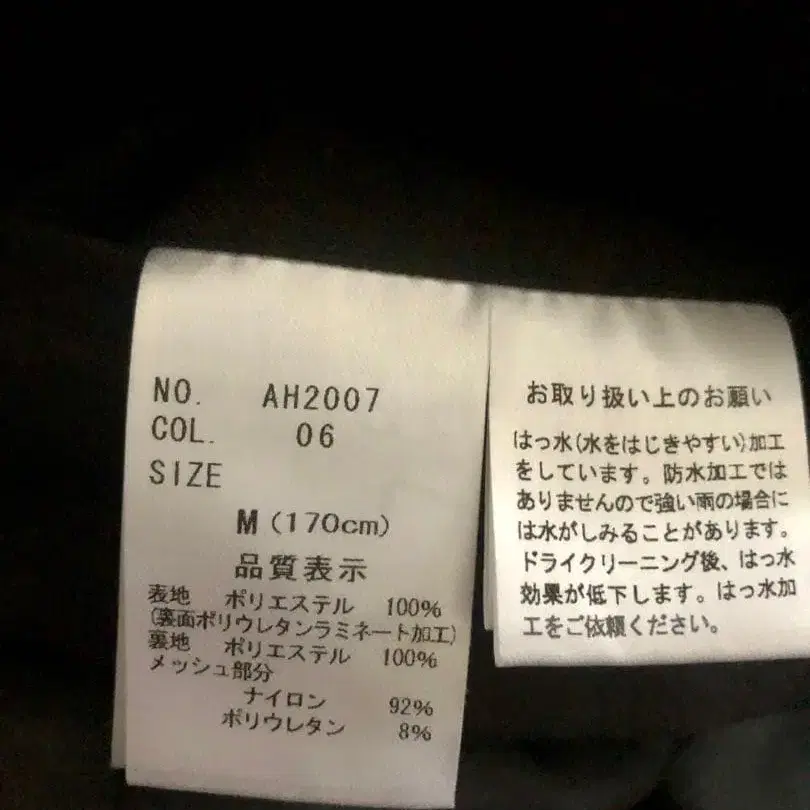 NO. AH2007
COL. 06
SIZE
M (170cm)
品質表示
表地 ポリエステル 100%
(裏面ポリウレタンラミネート加工)
裏地 ポリエステル 100%
メッシュ部分
ナイロン 92%
ポリウレタン 8%
お取り扱い上のお願い
はっ水(水をはじきやすい)加工
をしています。防水加工では
ありませんので強い雨の場合に
は水がしみることがあります。
ドライクリーニング後、はっ水
効果が低下します。はっ水加
工をご依頼ください。